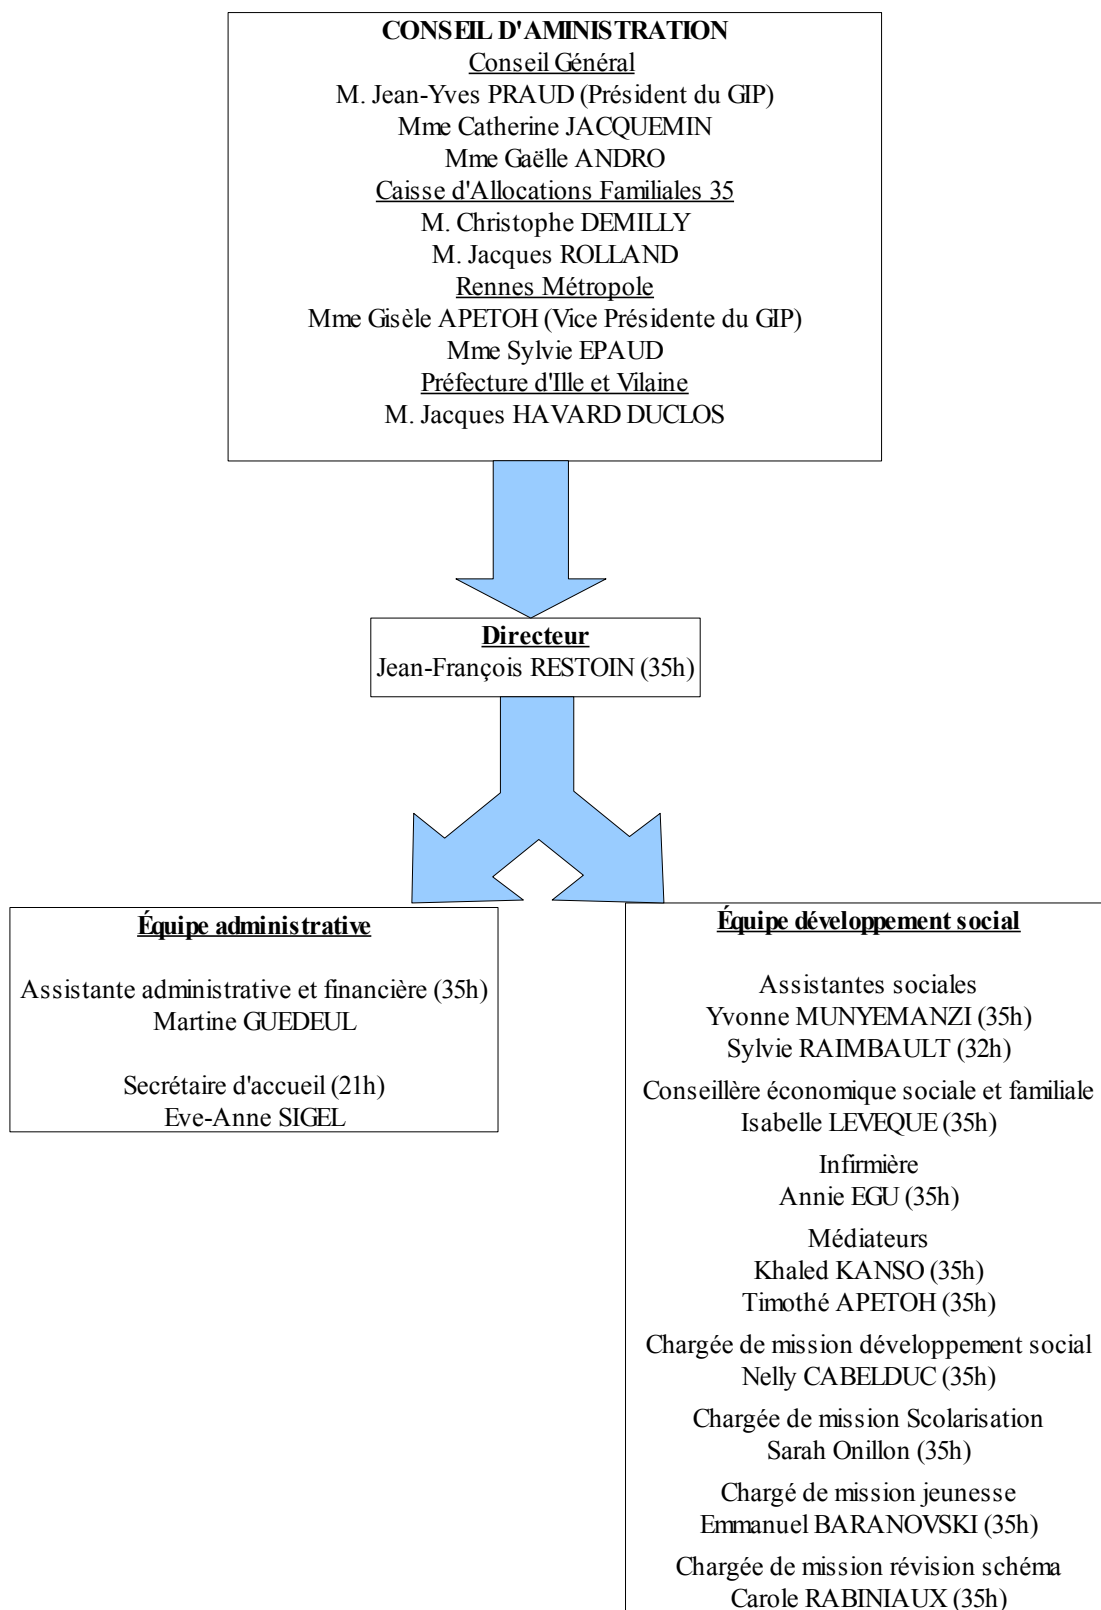 CONSEIL D'AMINISTRATION
Conseil Général
M. Jean-Yves PRAUD (Président du GIP)
Mme Catherine JACQUEMIN
Mme Gaëlle ANDRO
Caisse d'Allocations Familiales 35
M. Christophe DEMILLY
M. Jacques ROLLAND
Rennes Métropole
Mme Gisèle APETOH (Vice Présidente du GIP)
Mme Sylvie EPAUD
Préfecture d'Ille et Vilaine
M. Jacques HAVARD DUCLOS
Directeur
Jean-François RESTOIN (35h)
Équipe administrative
Assistante administrative et financière (35h)
Martine GUEDEUL
Secrétaire d'accueil (21h)
Eve-Anne SIGEL
Équipe développement social
Assistantes sociales
Yvonne MUNYEMANZI (35h)
Sylvie RAIMBAULT (32h)
Conseillère économique sociale et familiale
Isabelle LEVEQUE (35h)
Infirmière
Annie EGU (35h)
Médiateurs
Khaled KANSO (35h)
Timothé APETOH (35h)
Chargée de mission développement social
Nelly CABELDUC (35h)
Chargée de mission Scolarisation
Sarah Onillon (35h)
Chargé de mission jeunesse
Emmanuel BARANOVSKI (35h)
Chargée de mission révision schéma
Carole RABINIAUX (35h)